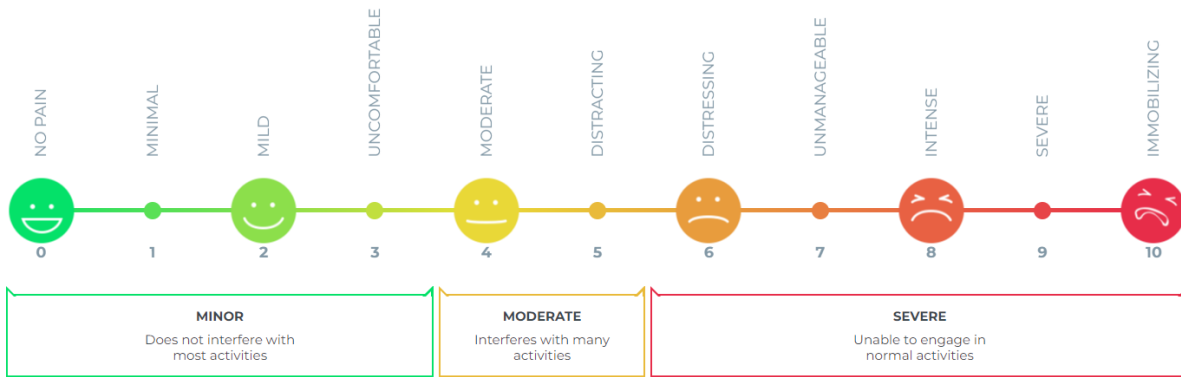 NO PAIN
MINIMAL
MILD
UNCOMFORTABLE
MODERATE
DISTRACTING
DISTRESSING
UNMANAGEABLE
INTENSE
SEVERE
IMMOBILIZING
0 1 2 3 4 5 6 7 8 9 10
MINOR
Does not interfere with
most activities
MODERATE
Interferes with many
activities
SEVERE
Unable to engage in
normal activities